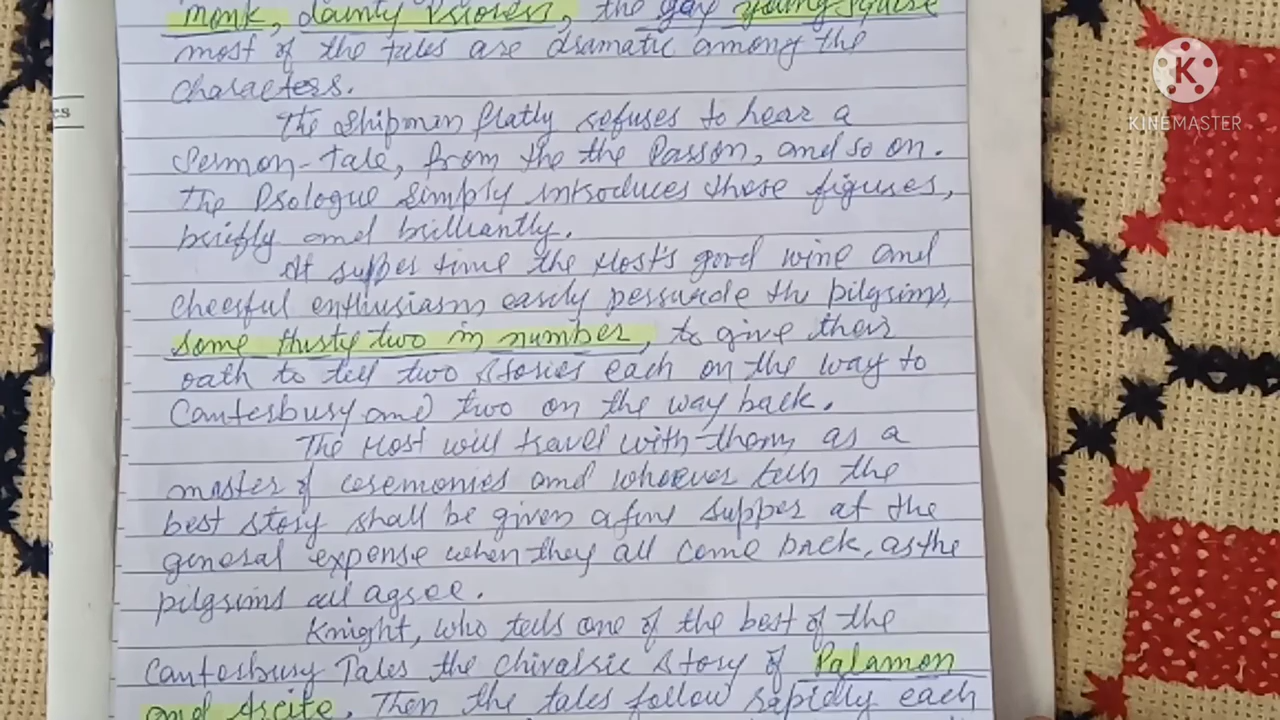 monk, dainty Prioress, the gay young squire
most of the tales are dramatic among the
characters.
The Shipman flatly refuses to hear a
Sermon-tale, from the the Parson, and so on.
The Prologue simply introduces these figures,
briefly and brilliantly.
At supper time the Host's good wine and
cheerful enthusiasm easily persuade the pilgrims,
some thirty two in number, to give their
oath to tell two stories each on the way to
Canterbury and two on the way back.
The Host will travel with them, as a
master of ceremonies and whoever tells the
best story shall be given a fine supper at the
general expense when they all come back, as the
pilgrims all agree.
Knight, who tells one of the best of the
Canterbury Tales the chivalric story of Palamon
and Arcite. Then the tales follow rapidly each
es
K
KINEMASTER